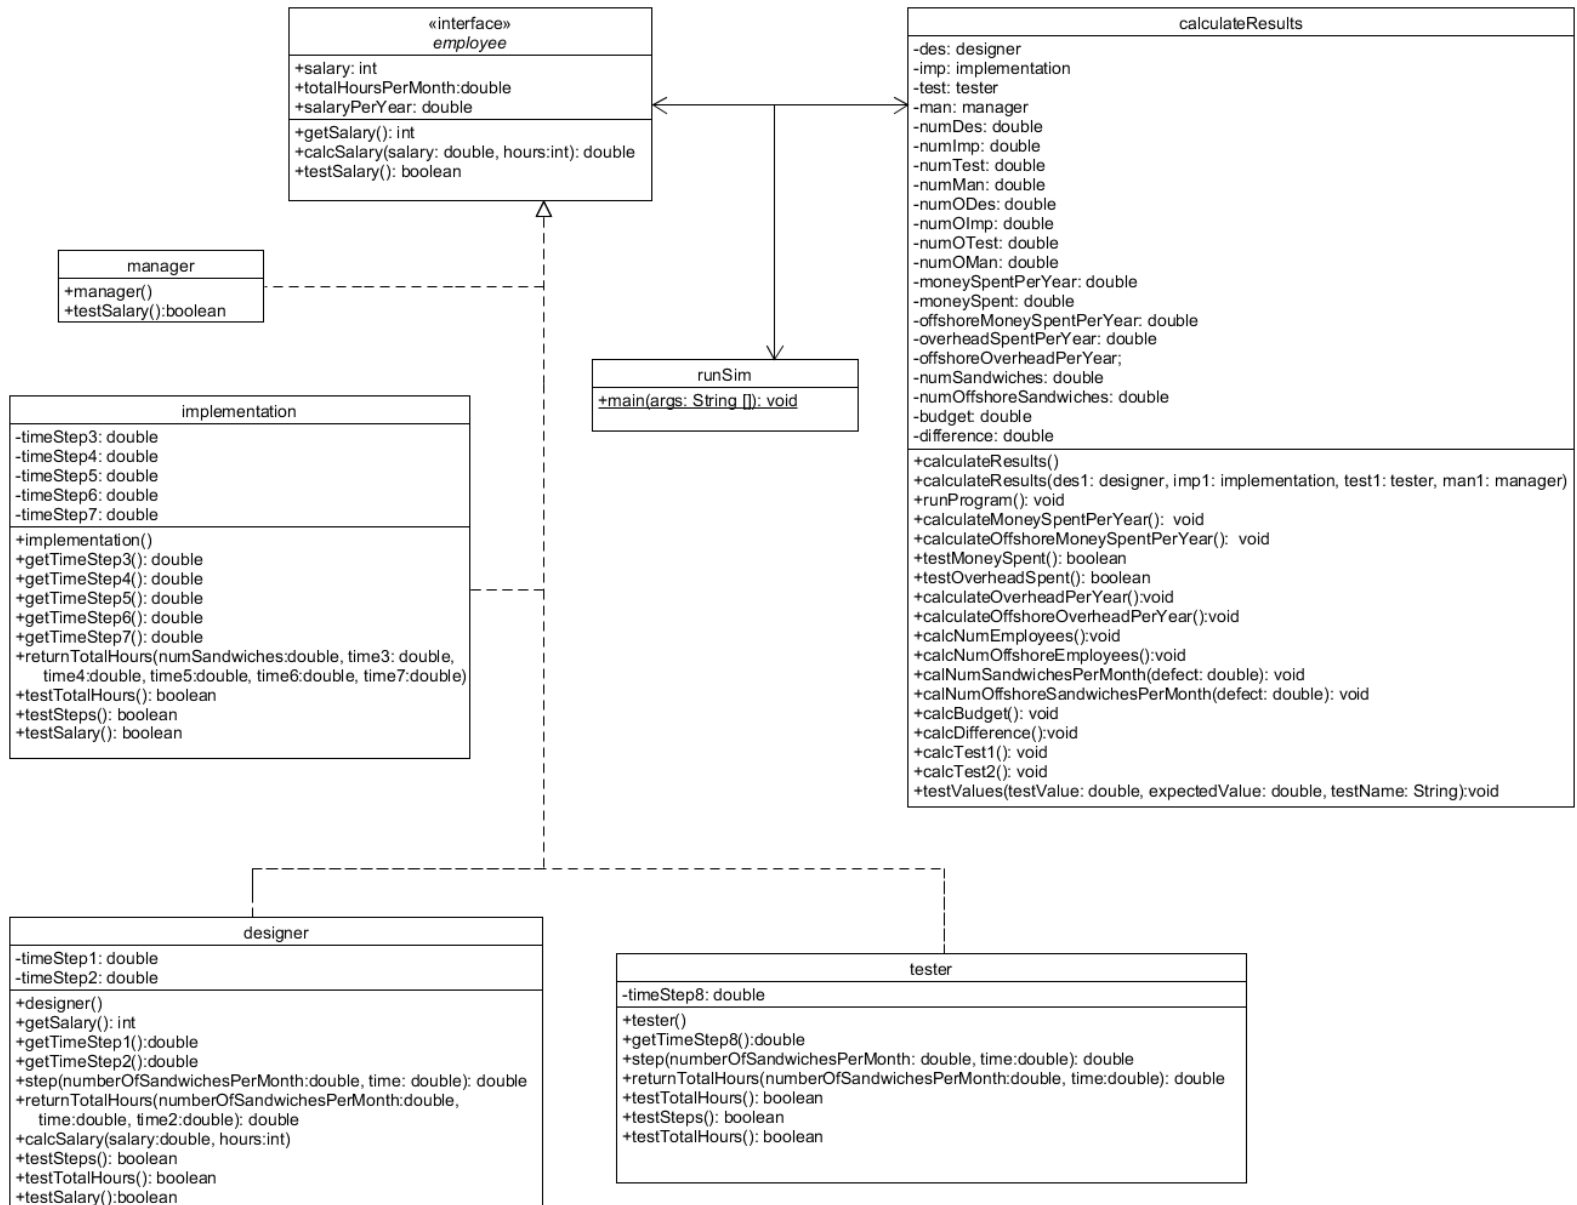 «interface»
employee
+salary: int
+totalHoursPerMonth:double
+salaryPerYear: double
+getSalary(): int
+calcSalary(salary: double, hours:int): double
+testSalary(): boolean
calculateResults
-des: designer
-imp: implementation
-test: tester
-man: manager
-numDes: double
-numImp: double
-numTest: double
-numMan: double
-numODes: double
-numOImp: double
-numOTest: double
-numOMan: double
-moneySpentPerYear: double
-moneySpent: double
-offshoreMoneySpentPerYear: double
-overheadSpentPerYear: double
-offshoreOverheadPerYear;
-numSandwiches: double
-numOffshoreSandwiches: double
-budget: double
-difference: double
+calculateResults()
+calculateResults(des1: designer, imp1: implementation, test1: tester, man1: manager)
+runProgram(): void
+calculateMoneySpentPerYear(): void
+calculateOffshoreMoneySpentPerYear(): void
+testMoneySpent(): boolean
+testOverheadSpent(): boolean
+calculateOverheadPerYear():void
+calculateOffshoreOverheadPerYear():void
+calcNumEmployees():void
+calcNumOffshoreEmployees():void
+calNumSandwichesPerMonth(defect: double): void
+calNumOffshoreSandwichesPerMonth(defect: double): void
+calcBudget(): void
+calcDifference():void
+calcTest1(): void
+calcTest2(): void
+testValues(testValue: double, expectedValue: double, testName: String):void
manager
+manager()
+testSalary():boolean
runSim
+main(args: String []): void
implementation
-timeStep3: double
-timeStep4: double
-timeStep5: double
-timeStep6: double
-timeStep7: double
+implementation()
+getTimeStep3(): double
+getTimeStep4(): double
+getTimeStep5(): double
+getTimeStep6(): double
+getTimeStep7(): double
+returnTotalHours(numSandwiches:double, time3: double,
time4:double, time5:double, time6:double, time7:double)
+testTotalHours(): boolean
+testSteps(): boolean
+testSalary(): boolean
designer
-timeStep1: double
-timeStep2: double
+designer()
+getSalary(): int
+getTimeStep1():double
+getTimeStep2():double
+step(numberOfSandwichesPerMonth:double, time: double): double
+returnTotalHours(numberOfSandwichesPerMonth:double,
time:double, time2:double): double
+calcSalary(salary:double, hours:int)
+testSteps(): boolean
+testTotalHours(): boolean
+testSalary():boolean
tester
-timeStep8: double
+tester()
+getTimeStep8():double
+step(numberOfSandwichesPerMonth: double, time:double): double
+returnTotalHours(numberOfSandwichesPerMonth:double, time:double): double
+testTotalHours(): boolean
+testSteps(): boolean
+testTotalHours(): boolean